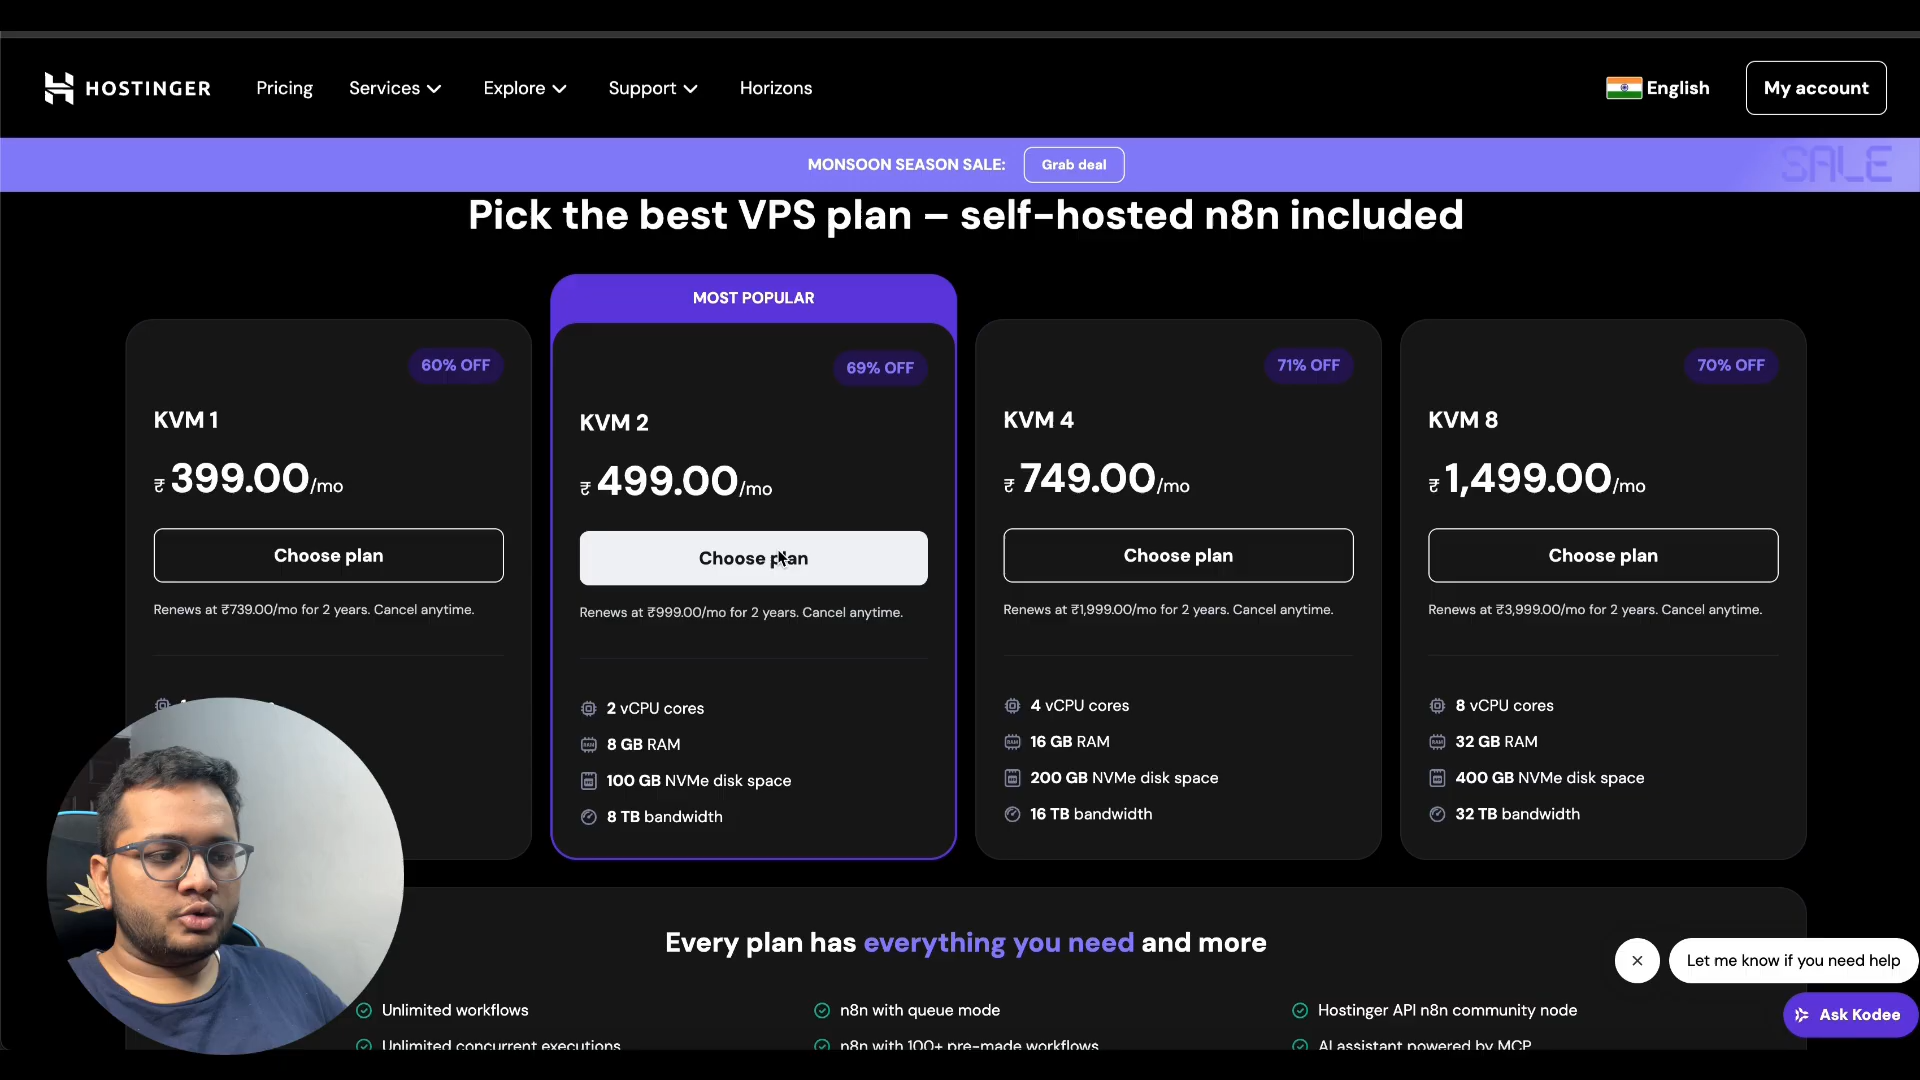 HOSTINGER
Pricing
Services
Explore
Support
Horizons
English
My account
MONSOON SEASON SALE:
Grab deal
SALE
Pick the best VPS plan – self-hosted n8n included
60% OFF
KVM 1
₹ 399.00/mo
Choose plan
Renews at ₹739.00/mo for 2 years. Cancel anytime.
MOST POPULAR
69% OFF
KVM 2
₹ 499.00/mo
Choose plan
Renews at ₹999.00/mo for 2 years. Cancel anytime.
2 vCPU cores
8 GB RAM
100 GB NVMe disk space
8 TB bandwidth
71% OFF
KVM 4
₹ 749.00/mo
Choose plan
Renews at ₹1,999.00/mo for 2 years. Cancel anytime.
4 vCPU cores
16 GB RAM
200 GB NVMe disk space
16 TB bandwidth
70% OFF
KVM 8
₹ 1,499.00/mo
Choose plan
Renews at ₹3,999.00/mo for 2 years. Cancel anytime.
8 vCPU cores
32 GB RAM
400 GB NVMe disk space
32 TB bandwidth
Every plan has everything you need and more
Unlimited workflows
n8n with queue mode
Hostinger API n8n community node
Unlimited concurrent executions
n8n with 100+ pre-made workflows
AI assistant powered by MCP
Let me know if you need help
Ask Kodee